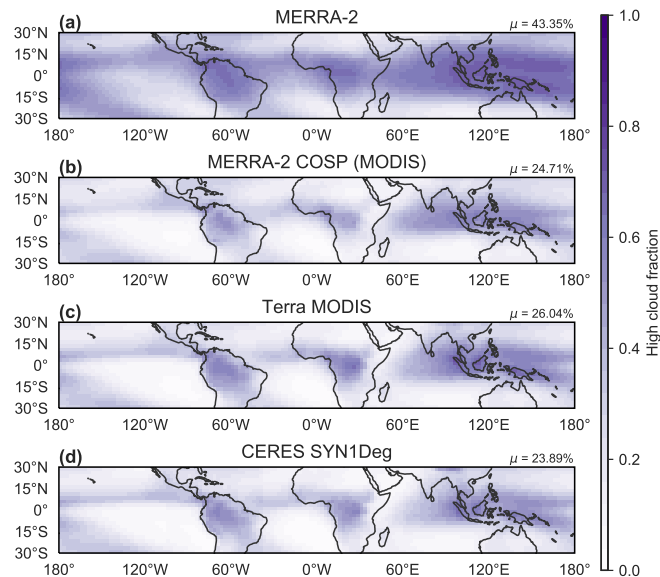 (a) MERRA-2 μ = 43.35%
30°N
15°N
0°
15°S
30°S
180° 120°W 60°W 0°W 60°E 120°E 180°
(b) MERRA-2 COSP (MODIS) μ = 24.71%
30°N
15°N
0°
15°S
30°S
180° 120°W 60°W 0°W 60°E 120°E 180°
(c) Terra MODIS μ = 26.04%
30°N
15°N
0°
15°S
30°S
180° 120°W 60°W 0°W 60°E 120°E 180°
(d) CERES SYN1Deg μ = 23.89%
30°N
15°N
0°
15°S
30°S
180° 120°W 60°W 0°W 60°E 120°E 180°
1.0
0.8
0.6
0.4
0.2
0.0
High cloud fraction